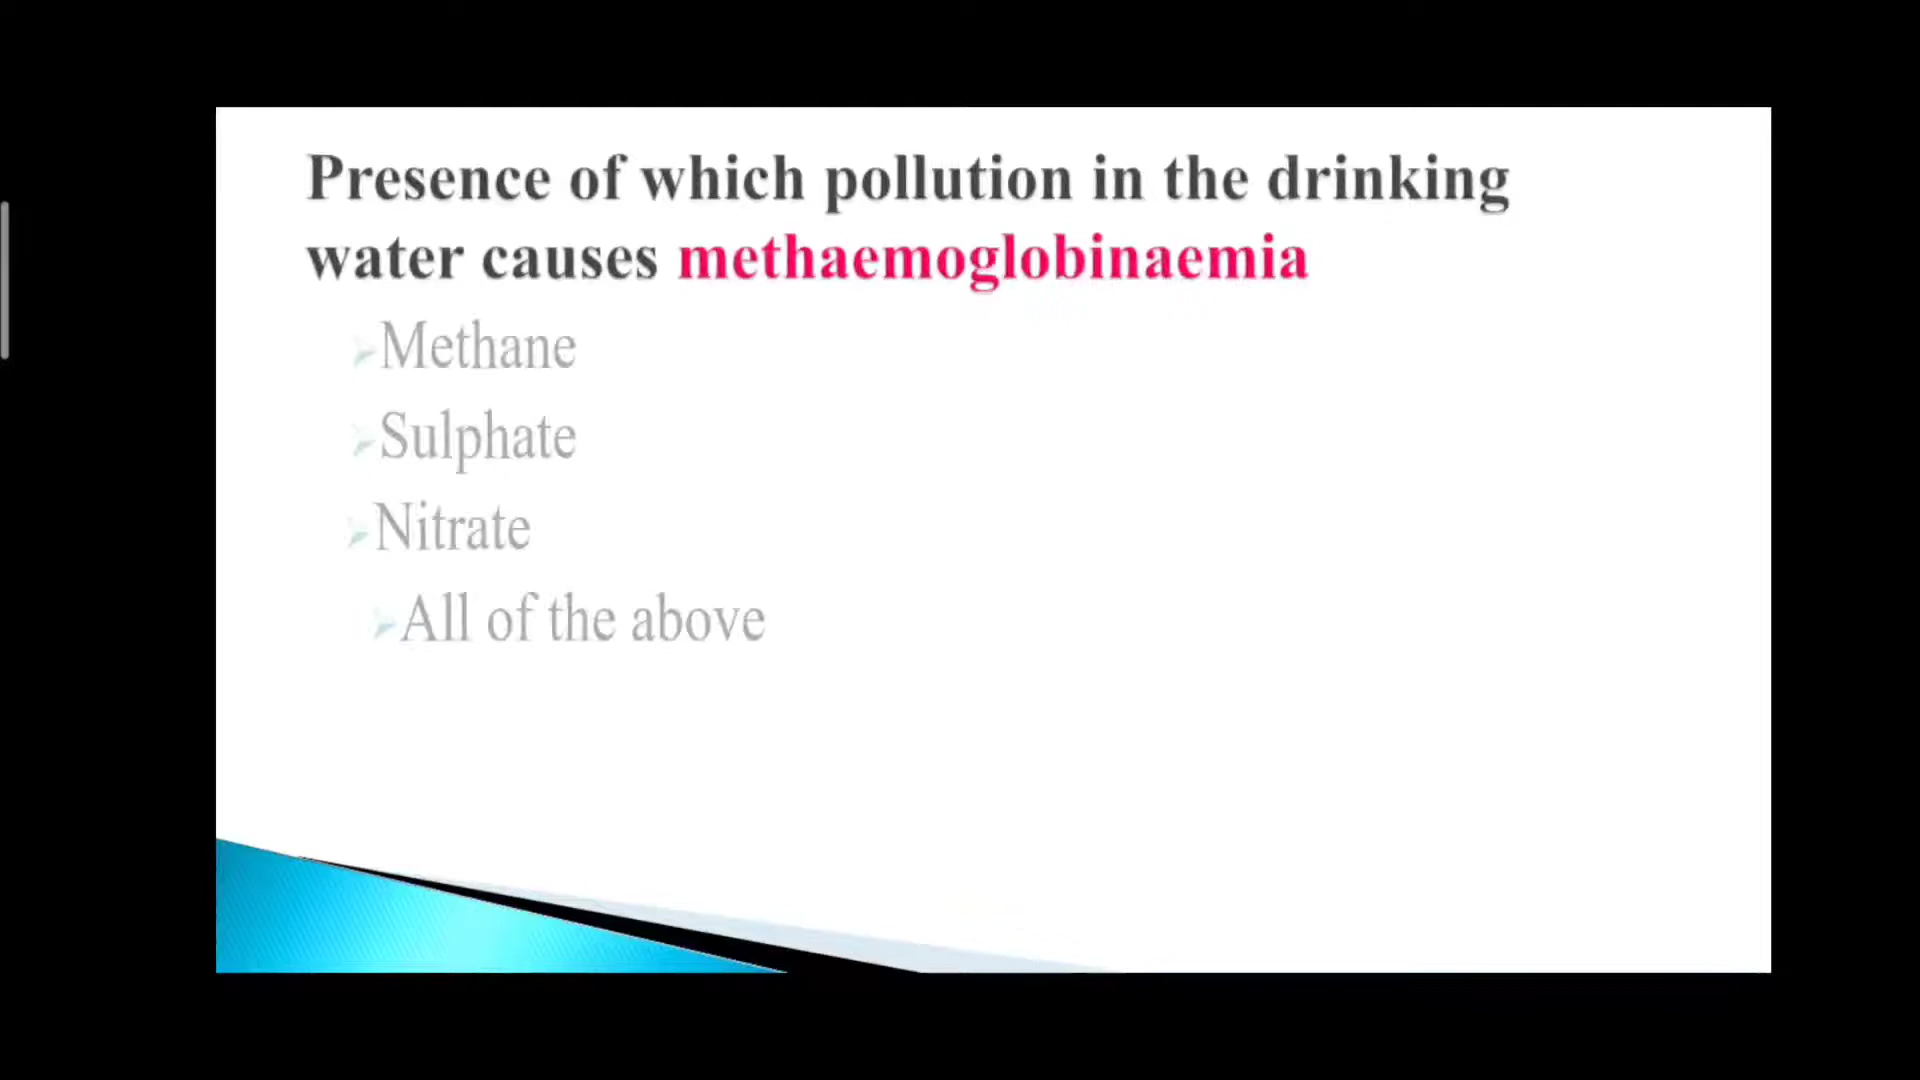 Presence of which pollution in the drinking
water causes methaemoglobinaemia
Methane
Sulphate
Nitrate
All of the above